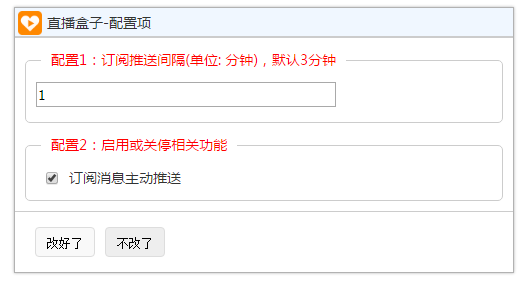 直播盒子-配置项
配置1：订阅推送间隔(单位: 分钟)，默认3分钟
1
配置2：启用或关停相关功能
订阅消息主动推送
改好了 不改了